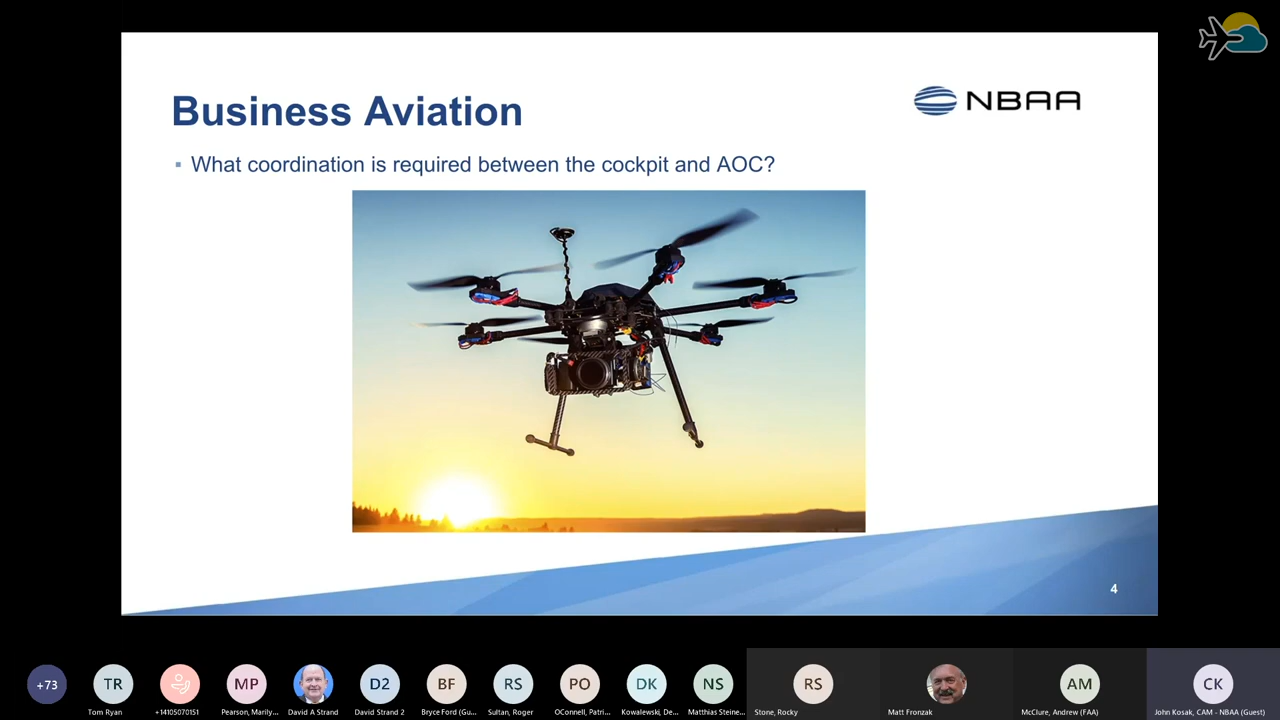 Business Aviation
NBAA
▪ What coordination is required between the cockpit and AOC?
4
+73
TR
MP
D2
BF
RS
PO
DK
NS
RS
AM
CK
Tom Ryan
+14105070151
Pearson, Marily...
David A Strand
David Strand 2
Bryce Ford (Gu...
Sultan, Roger
OConnell, Patri...
Kowalewski, De...
Matthias Steine...
Stone, Rocky
Matt Fronzak
McClure, Andrew (FAA)
John Kosak, CAM - NBAA (Guest)